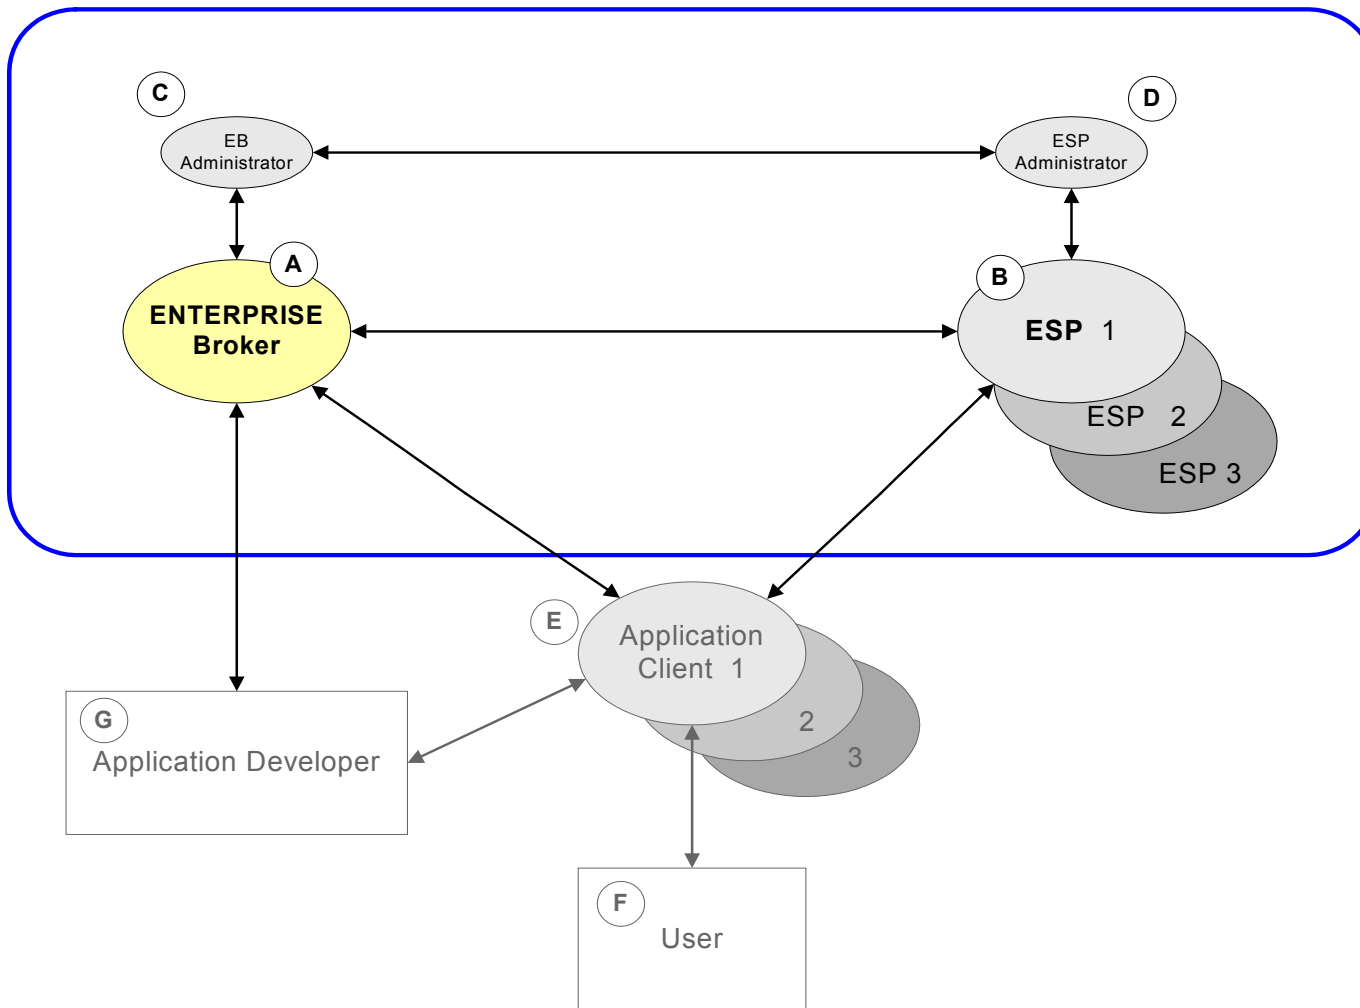 C
D
EB
Administrator
ESP
Administrator
A
ENTERPRISE
Broker
B
ESP 1
ESP 2
ESP 3
E
Application
Client 1
2
3
G
Application Developer
F
User